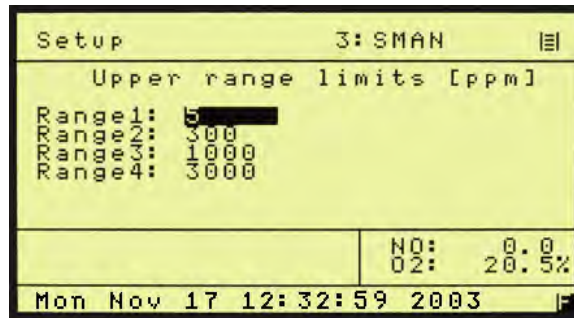 Setup 3:SMAN
Upper range limits [ppm]
Range1: 5
Range2: 300
Range3: 1000
Range4: 3000
NO: 0.0
O2: 20.5%
Mon Nov 17 12:32:59 2003